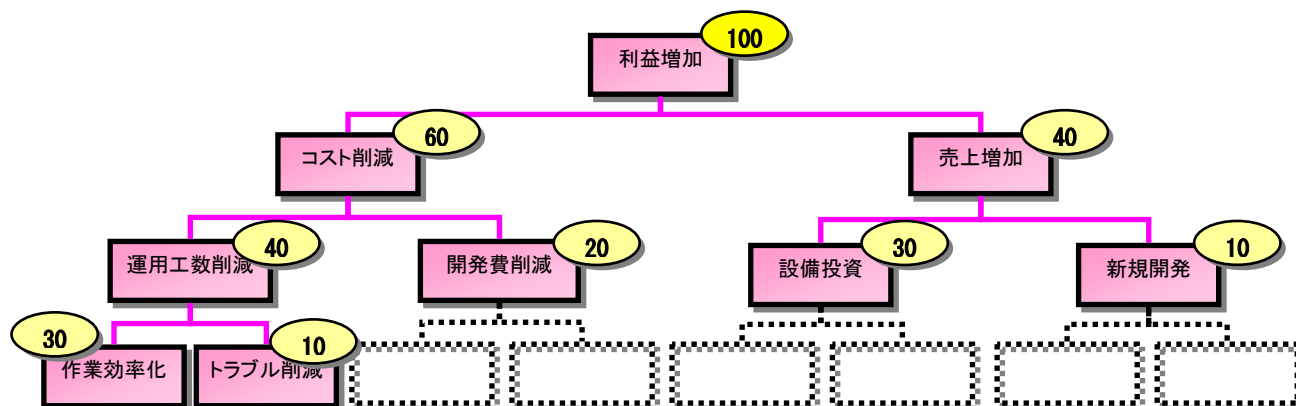 100
利益増加
60
コスト削減
40
売上増加
40
運用工数削減
20
開発費削減
30
設備投資
10
新規開発
30
作業効率化
10
トラブル削減